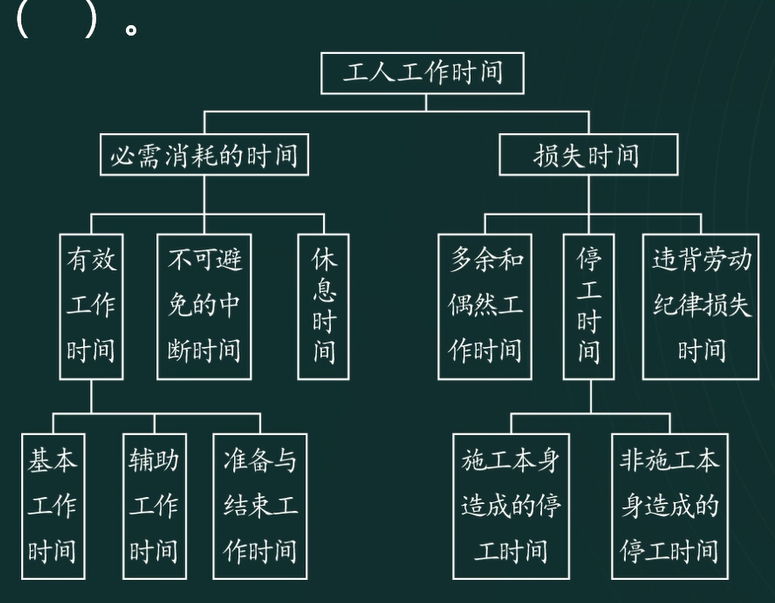 （ ）。
工人工作时间
必需消耗的时间
损失时间
有效
工作
时间
不可避
免的中
断时间
休
息
时
间
多余和
偶然工
作时间
停
工
时
间
违背劳动
纪律损失
时间
基本
工作
时间
辅助
工作
时间
准备与
结束工
作时间
施工本身
造成的停
工时间
非施工本
身造成的
停工时间